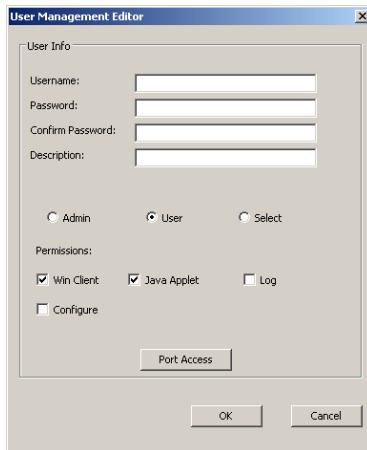 User Management Editor
User Info
Username:
Password:
Confirm Password:
Description:
Admin User Select
Permissions:
Win Client Java Applet Log
Configure
Port Access
OK Cancel